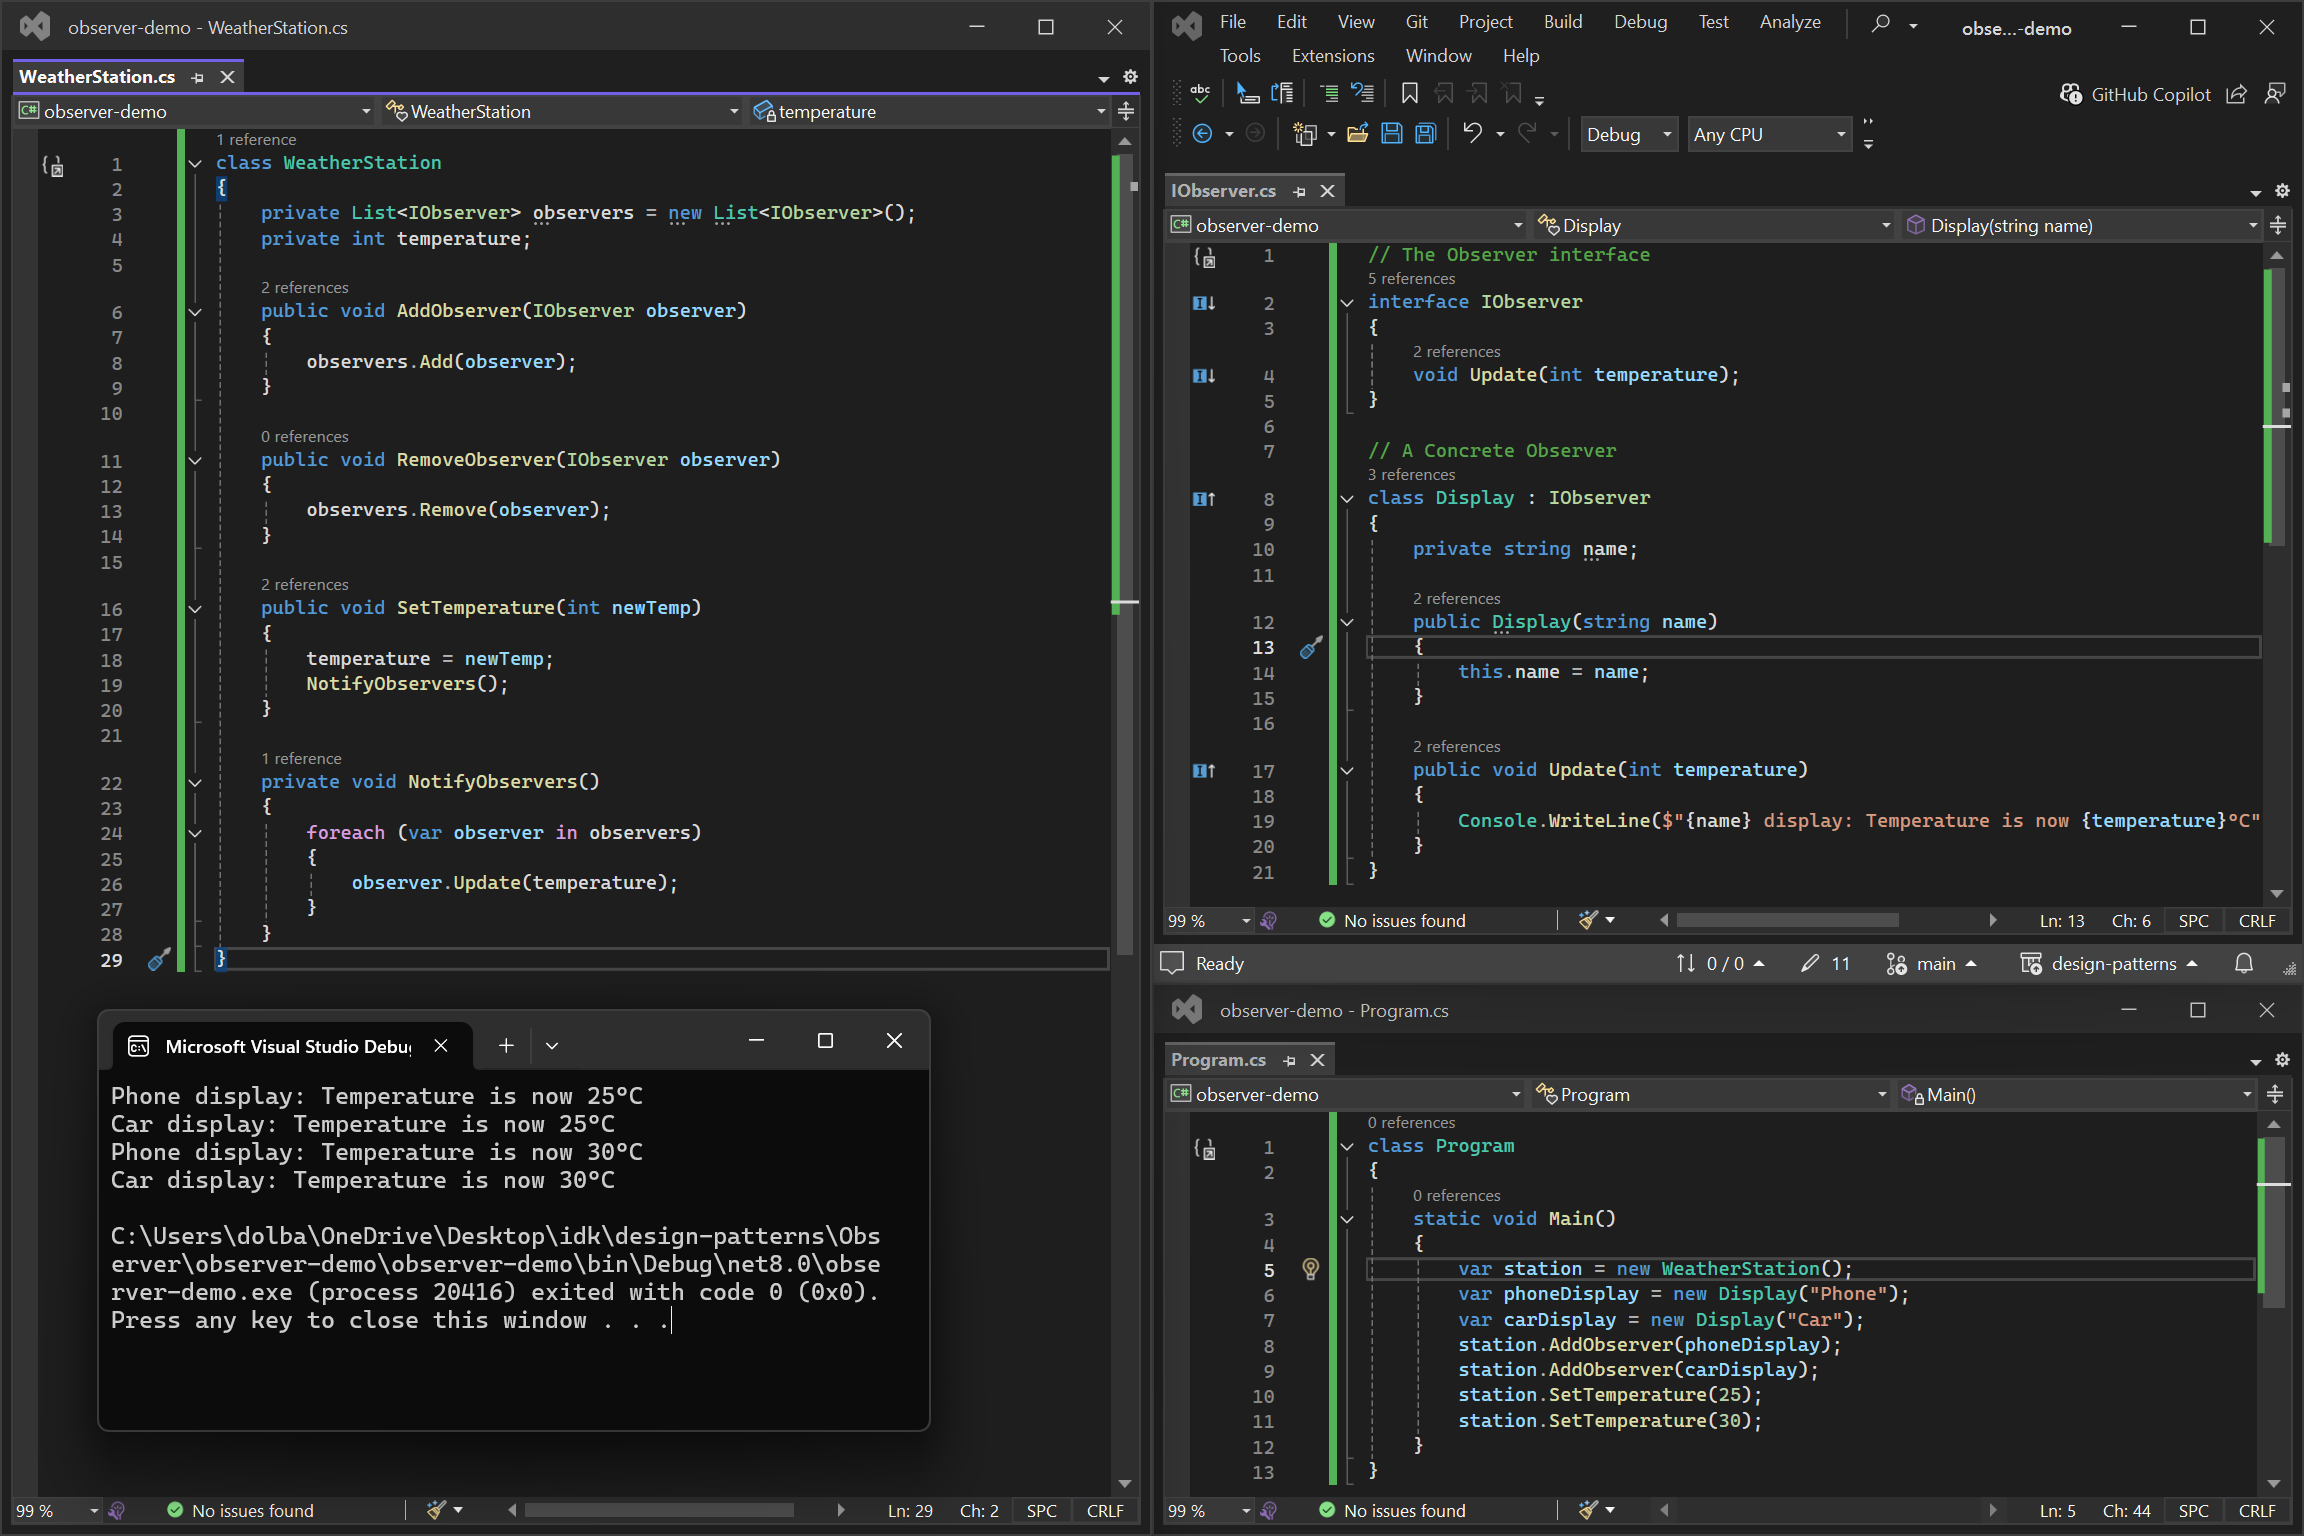 observer-demo - WeatherStation.cs
WeatherStation.cs
observer-demo
WeatherStation
temperature
1 reference
1 class WeatherStation
2 {
3 private List<IObserver> observers = new List<IObserver>();
4 private int temperature;
5
2 references
6 public void AddObserver(IObserver observer)
7 {
8 observers.Add(observer);
9 }
10
0 references
11 public void RemoveObserver(IObserver observer)
12 {
13 observers.Remove(observer);
14 }
15
2 references
16 public void SetTemperature(int newTemp)
17 {
18 temperature = newTemp;
19 NotifyObservers();
20 }
21
1 reference
22 private void NotifyObservers()
23 {
24 foreach (var observer in observers)
25 {
26 observer.Update(temperature);
27 }
28 }
29 }
Microsoft Visual Studio Debu
Phone display: Temperature is now 25°C
Car display: Temperature is now 25°C
Phone display: Temperature is now 30°C
Car display: Temperature is now 30°C
C:\Users\dolba\OneDrive\Desktop\idk\design-patterns\Obs
erver\observer-demo\observer-demo\bin\Debug\net8.0\obse
rver-demo.exe (process 20416) exited with code 0 (0x0).
Press any key to close this window . . .
99 % No issues found Ln: 29 Ch: 2 SPC CRLF
File Edit View Git Project Build Debug Test Analyze obse...-demo
Tools Extensions Window Help
abc
GitHub Copilot
Debug Any CPU
IObserver.cs
observer-demo
Display
Display(string name)
1 // The Observer interface
5 references
2 interface IObserver
3 {
2 references
4 void Update(int temperature);
5 }
6
7 // A Concrete Observer
3 references
8 class Display : IObserver
9 {
10 private string name;
11
2 references
12 public Display(string name)
13 {
14 this.name = name;
15 }
16
2 references
17 public void Update(int temperature)
18 {
19 Console.WriteLine($"{name} display: Temperature is now {temperature}°C"
20 }
21 }
99 % No issues found Ln: 13 Ch: 6 SPC CRLF
Ready 0 / 0 11 main design-patterns
observer-demo - Program.cs
Program.cs
observer-demo
Program
Main()
0 references
1 class Program
2 {
0 references
3 static void Main()
4 {
5 var station = new WeatherStation();
6 var phoneDisplay = new Display("Phone");
7 var carDisplay = new Display("Car");
8 station.AddObserver(phoneDisplay);
9 station.AddObserver(carDisplay);
10 station.SetTemperature(25);
11 station.SetTemperature(30);
12 }
13 }
99 % No issues found Ln: 5 Ch: 44 SPC CRLF